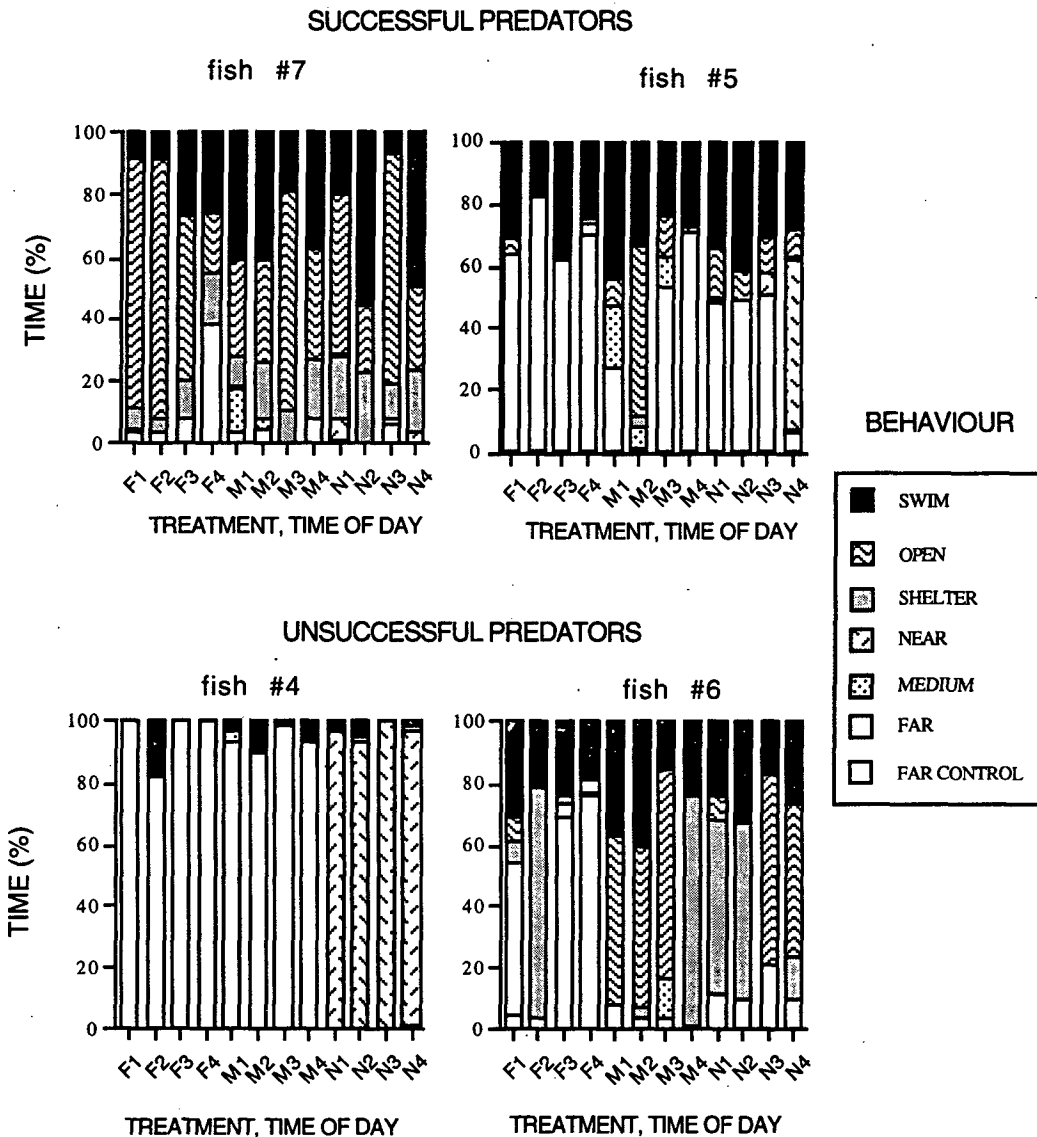 SUCCESSFUL PREDATORS
fish #7
fish #5
TIME (%)
100
80
60
40
20
0
F1 F2 F3 F4 M1 M2 M3 M4 N1 N2 N3 N4
TREATMENT, TIME OF DAY
100
80
60
40
20
0
F1 F2 F3 F4 M1 M2 M3 M4 N1 N2 N3 N4
TREATMENT, TIME OF DAY
BEHAVIOUR
SWIM
OPEN
SHELTER
NEAR
MEDIUM
FAR
FAR CONTROL
UNSUCCESSFUL PREDATORS
fish #4
fish #6
TIME (%)
100
80
60
40
20
0
F1 F2 F3 F4 M1 M2 M3 M4 N1 N2 N3 N4
TREATMENT, TIME OF DAY
100
80
60
40
20
0
F1 F2 F3 F4 M1 M2 M3 M4 N1 N2 N3 N4
TREATMENT, TIME OF DAY